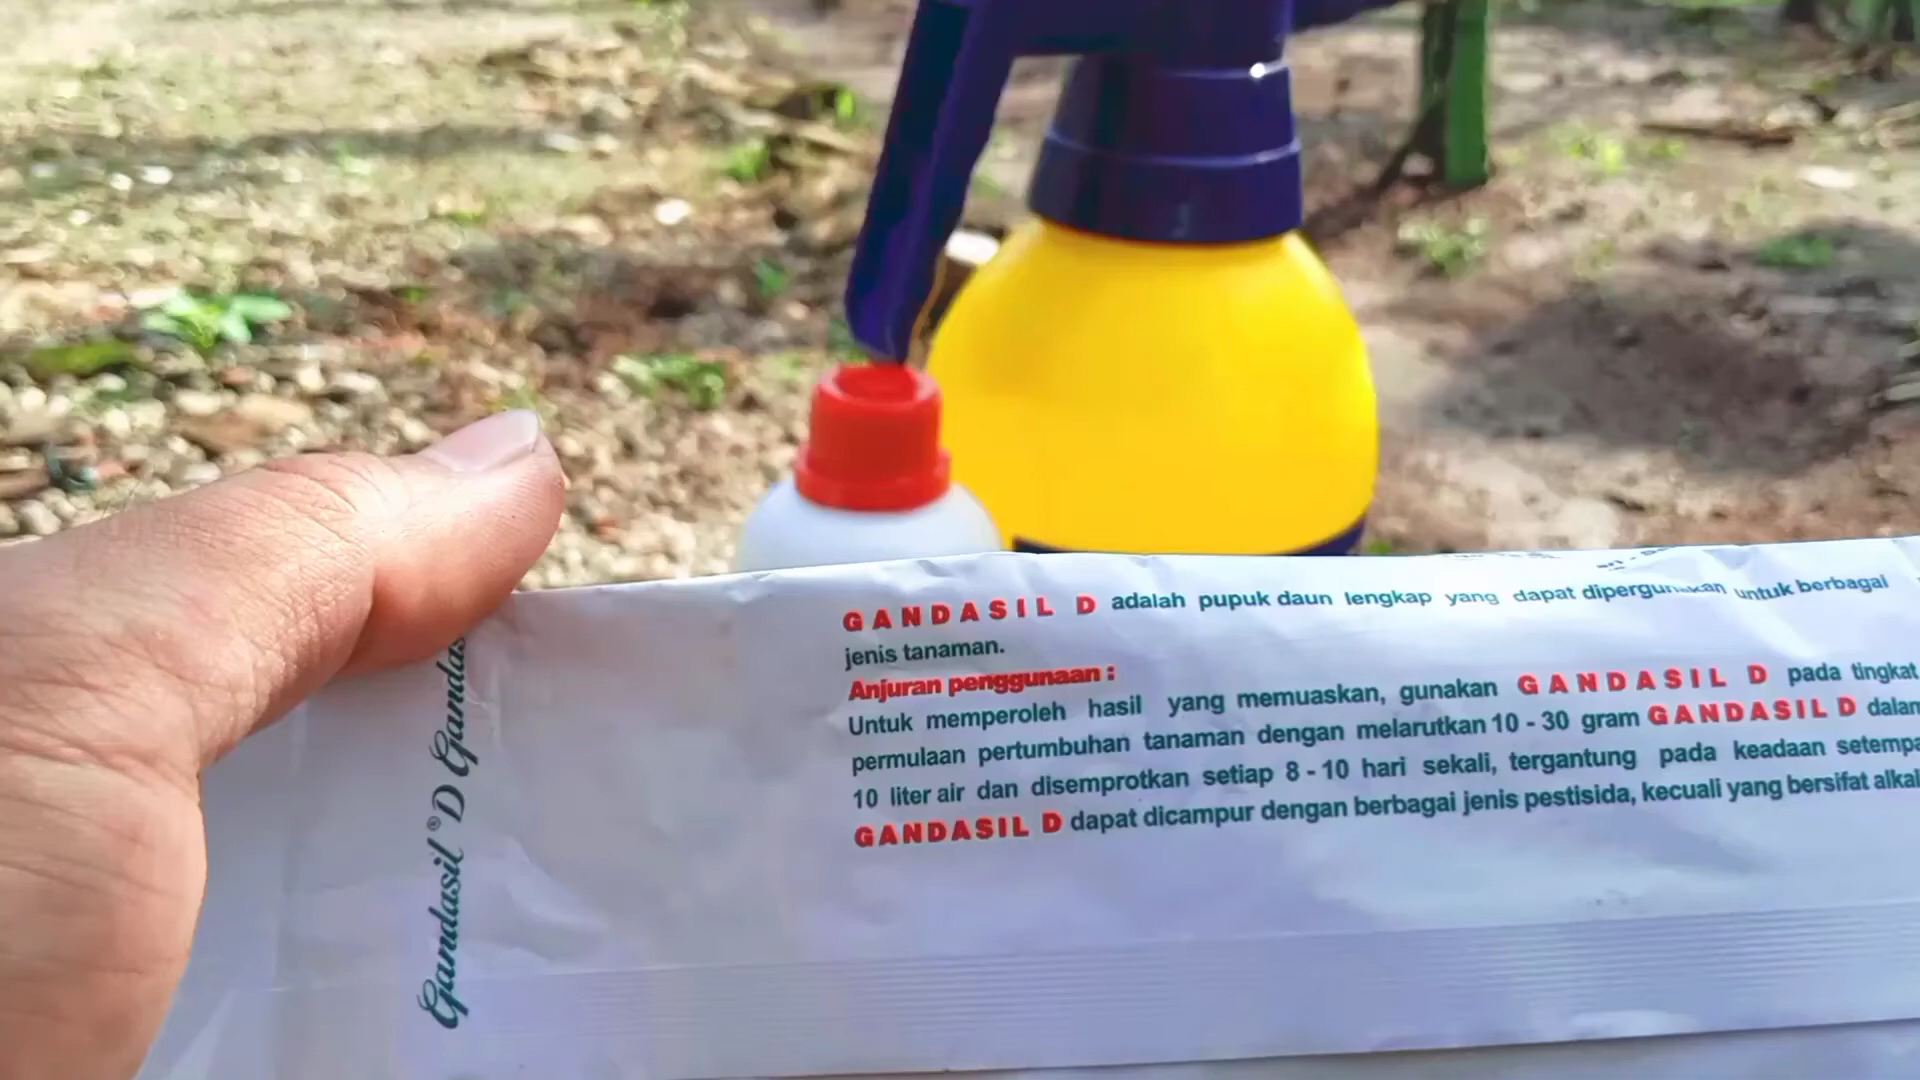 GANDASIL D adalah pupuk daun lengkap yang dapat dipergunakan untuk berbagai
jenis tanaman.
Anjuran penggunaan :
Untuk memperoleh hasil yang memuaskan, gunakan GANDASIL D pada tingkat
permulaan pertumbuhan tanaman dengan melarutkan 10 - 30 gram GANDASIL D dalam
10 liter air dan disemprotkan setiap 8 - 10 hari sekali, tergantung pada keadaan setempa
GANDASIL D dapat dicampur dengan berbagai jenis pestisida, kecuali yang bersifat alkal
Gandasil® D Gandas